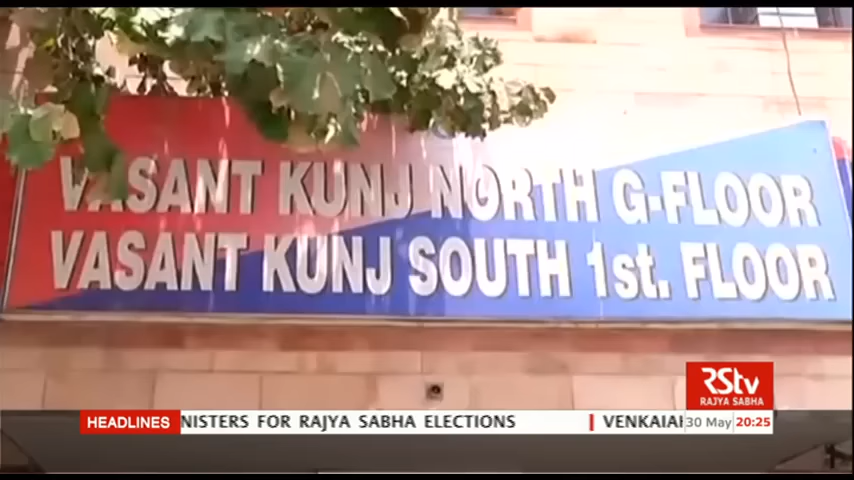 VASANT KUNJ NORTH G-FLOOR
VASANT KUNJ SOUTH 1st. FLOOR
RStv
RAJYA SABHA
HEADLINES
NISTERS FOR RAJYA SABHA ELECTIONS
VENKAIAH
30 May
20:25